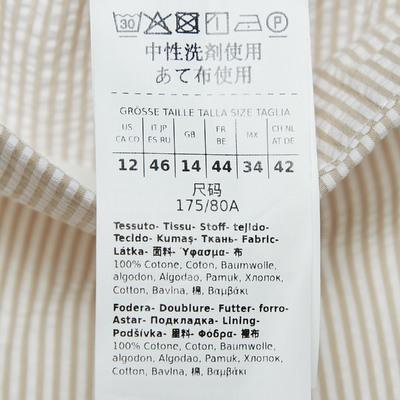 30
P
中性洗剤使用
あて布使用
GRÖSSE TAILLE TALLA SIZE TAGLIA
US CA CO
IT JP ES RU
GB
FR BE
MX
CH NL AT DE
12 46 14 44 34 42
尺码
175/80A
Tessuto- Tissu- Stoff- tejido-
Tecido- Kumaş- Ткань- Fabric-
Látka- 面料- Ύφασμα- 布
100% Cotone, Coton, Baumwolle,
algodon, Algodao, Pamuk, Хлопок,
Cotton, Bavlna, 棉, Βαμβάκι
Fodera- Doublure- Futter- forro-
Astar- Подкладка- Lining-
Podšívka- 里料- Φόδρα- 裡布
100% Cotone, Coton, Baumwolle,
algodon, Algodao, Pamuk, Хлопок,
Cotton, Bavlna, 棉, Βαμβάκι